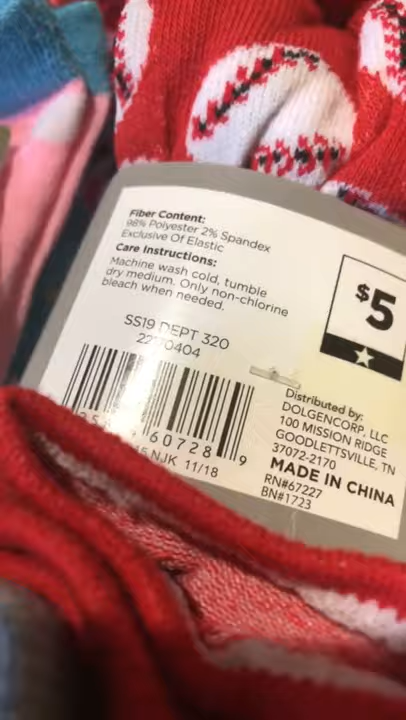 Fiber Content:
98% Polyester 2% Spandex
Exclusive Of Elastic
Care Instructions:
Machine wash cold, tumble
dry medium. Only non-chlorine
bleach when needed.
$5
SS19 DEPT 320
60728 9
NJK 11/18
Distributed by:
DOLGENCORP, LLC
100 MISSION RIDGE
GOODLETTSVILLE, TN
37072-2170
MADE IN CHINA
RN#67227
BN#1723